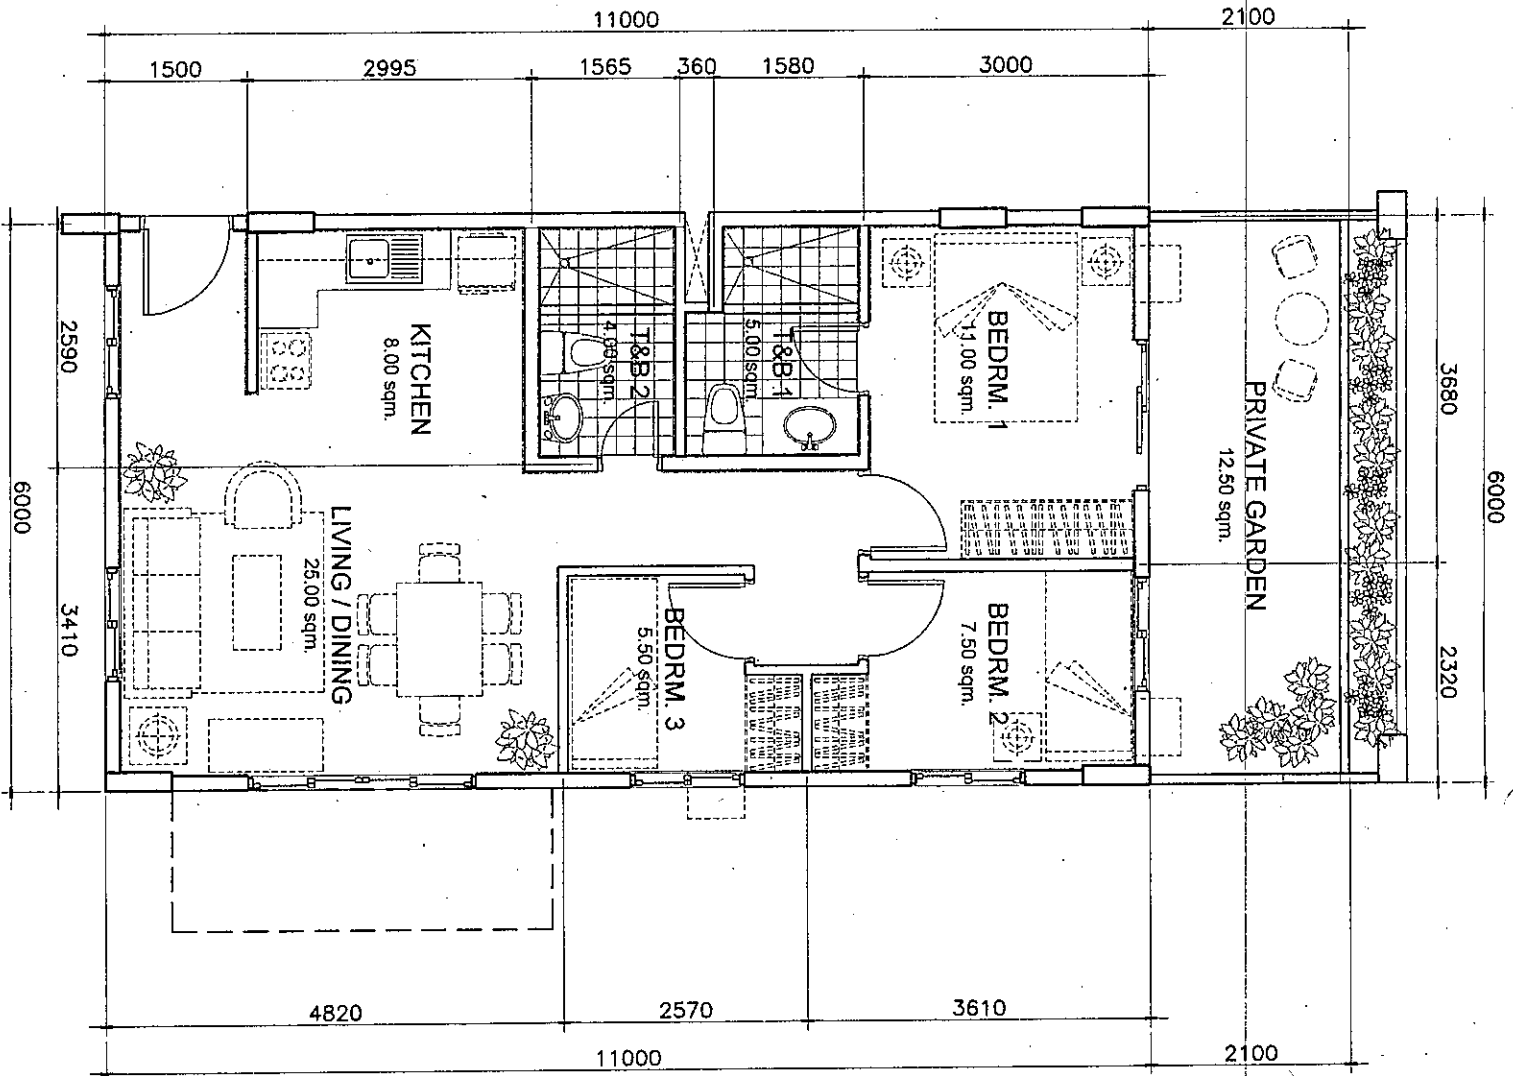 11000
2100
1500
2995
1565
360
1580
3000
KITCHEN
8.00 sqm.
T&B 2
4.00 sqm.
T&B 1
5.00 sqm.
BEDRM. 1
11.00 sqm.
PRIVATE GARDEN
12.50 sqm.
2590
3410
6000
3680
2320
6000
LIVING / DINING
25.00 sqm.
BEDRM. 3
5.50 sqm.
BEDRM. 2
7.50 sqm.
4820
2570
3610
11000
2100